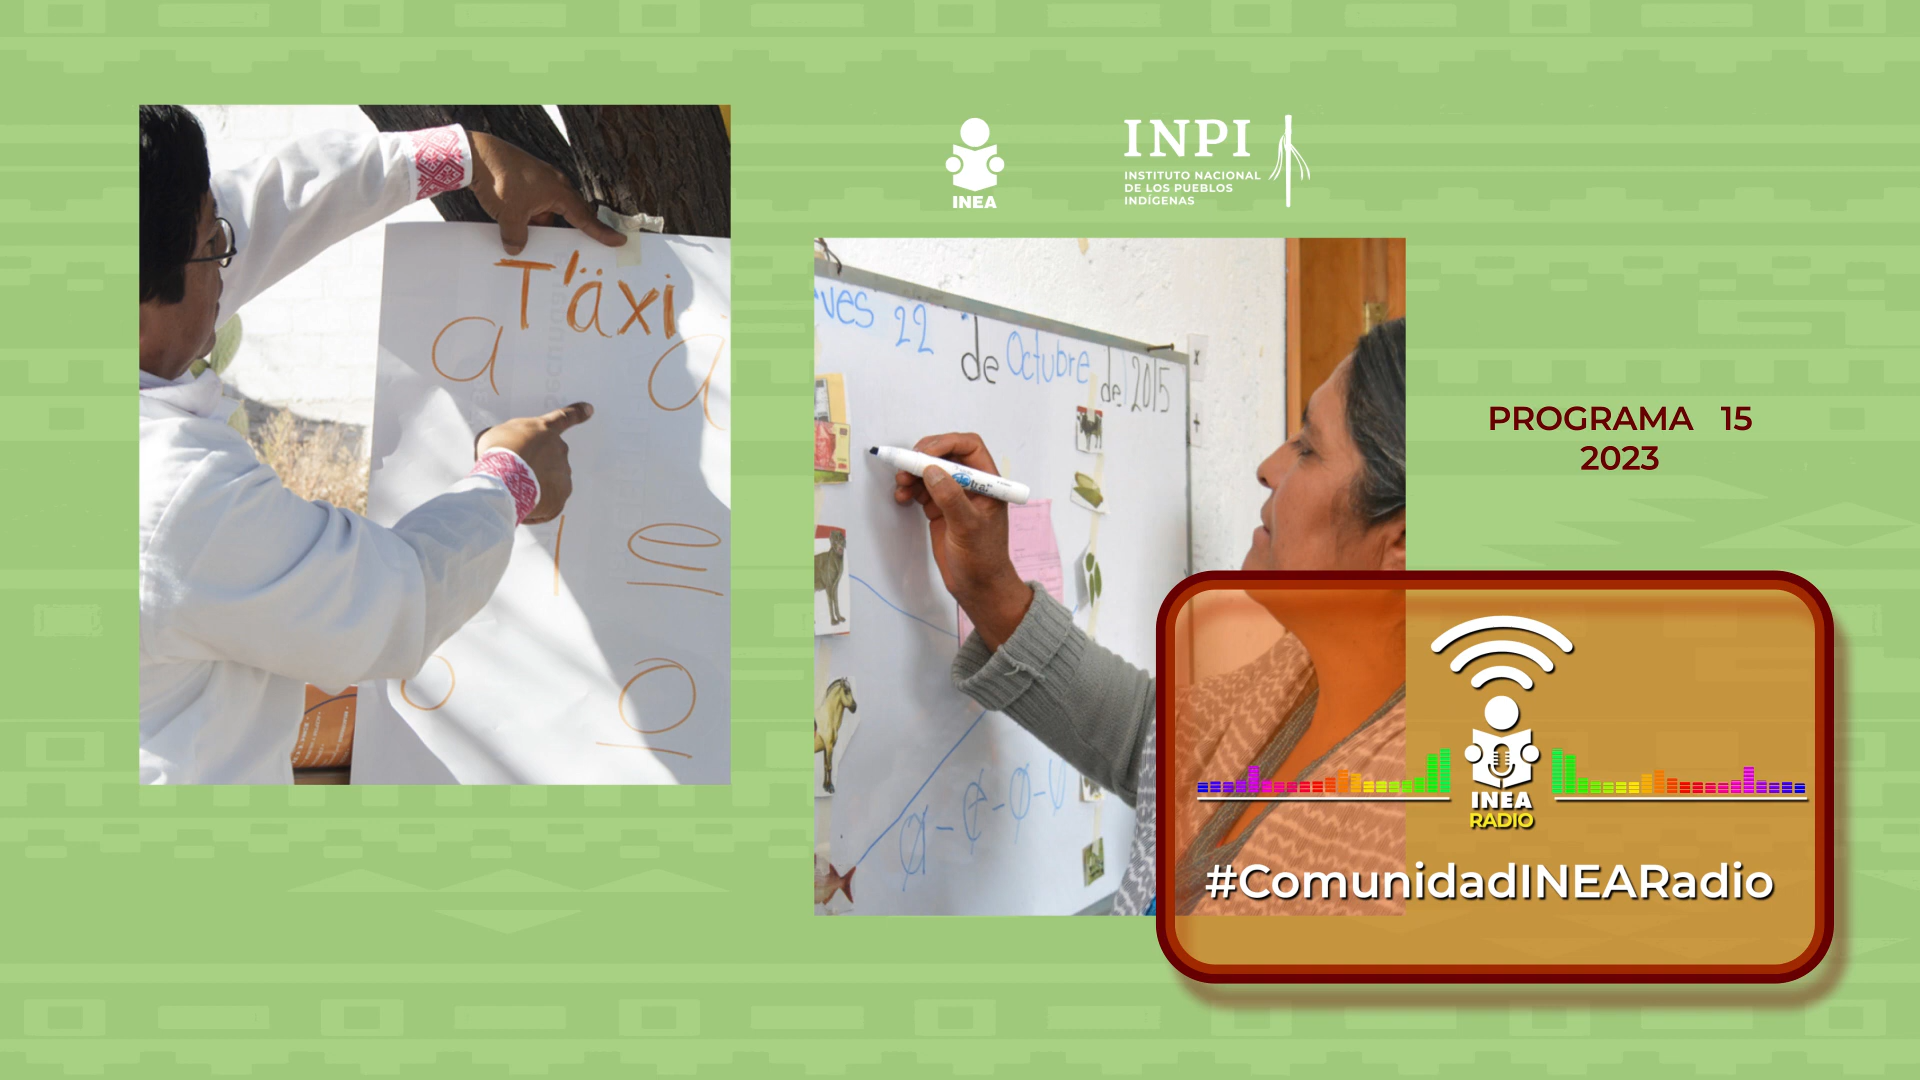 T'äxi
a a
e
o o
INEA
INPI
INSTITUTO NACIONAL
DE LOS PUEBLOS
INDÍGENAS
ves 22 de Octubre de 2015
a - e - o - u
PROGRAMA 15
2023
INEA
RADIO
#ComunidadINEARadio